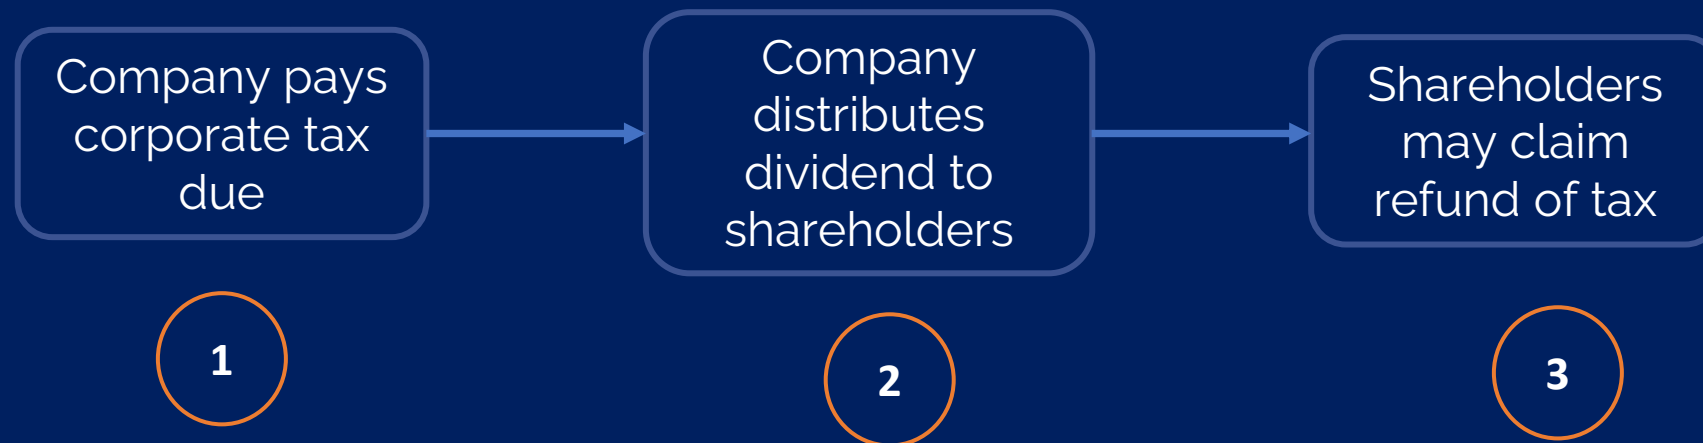 Company pays
corporate tax
due
Company
distributes
dividend to
shareholders
Shareholders
may claim
refund of tax
1
2
3